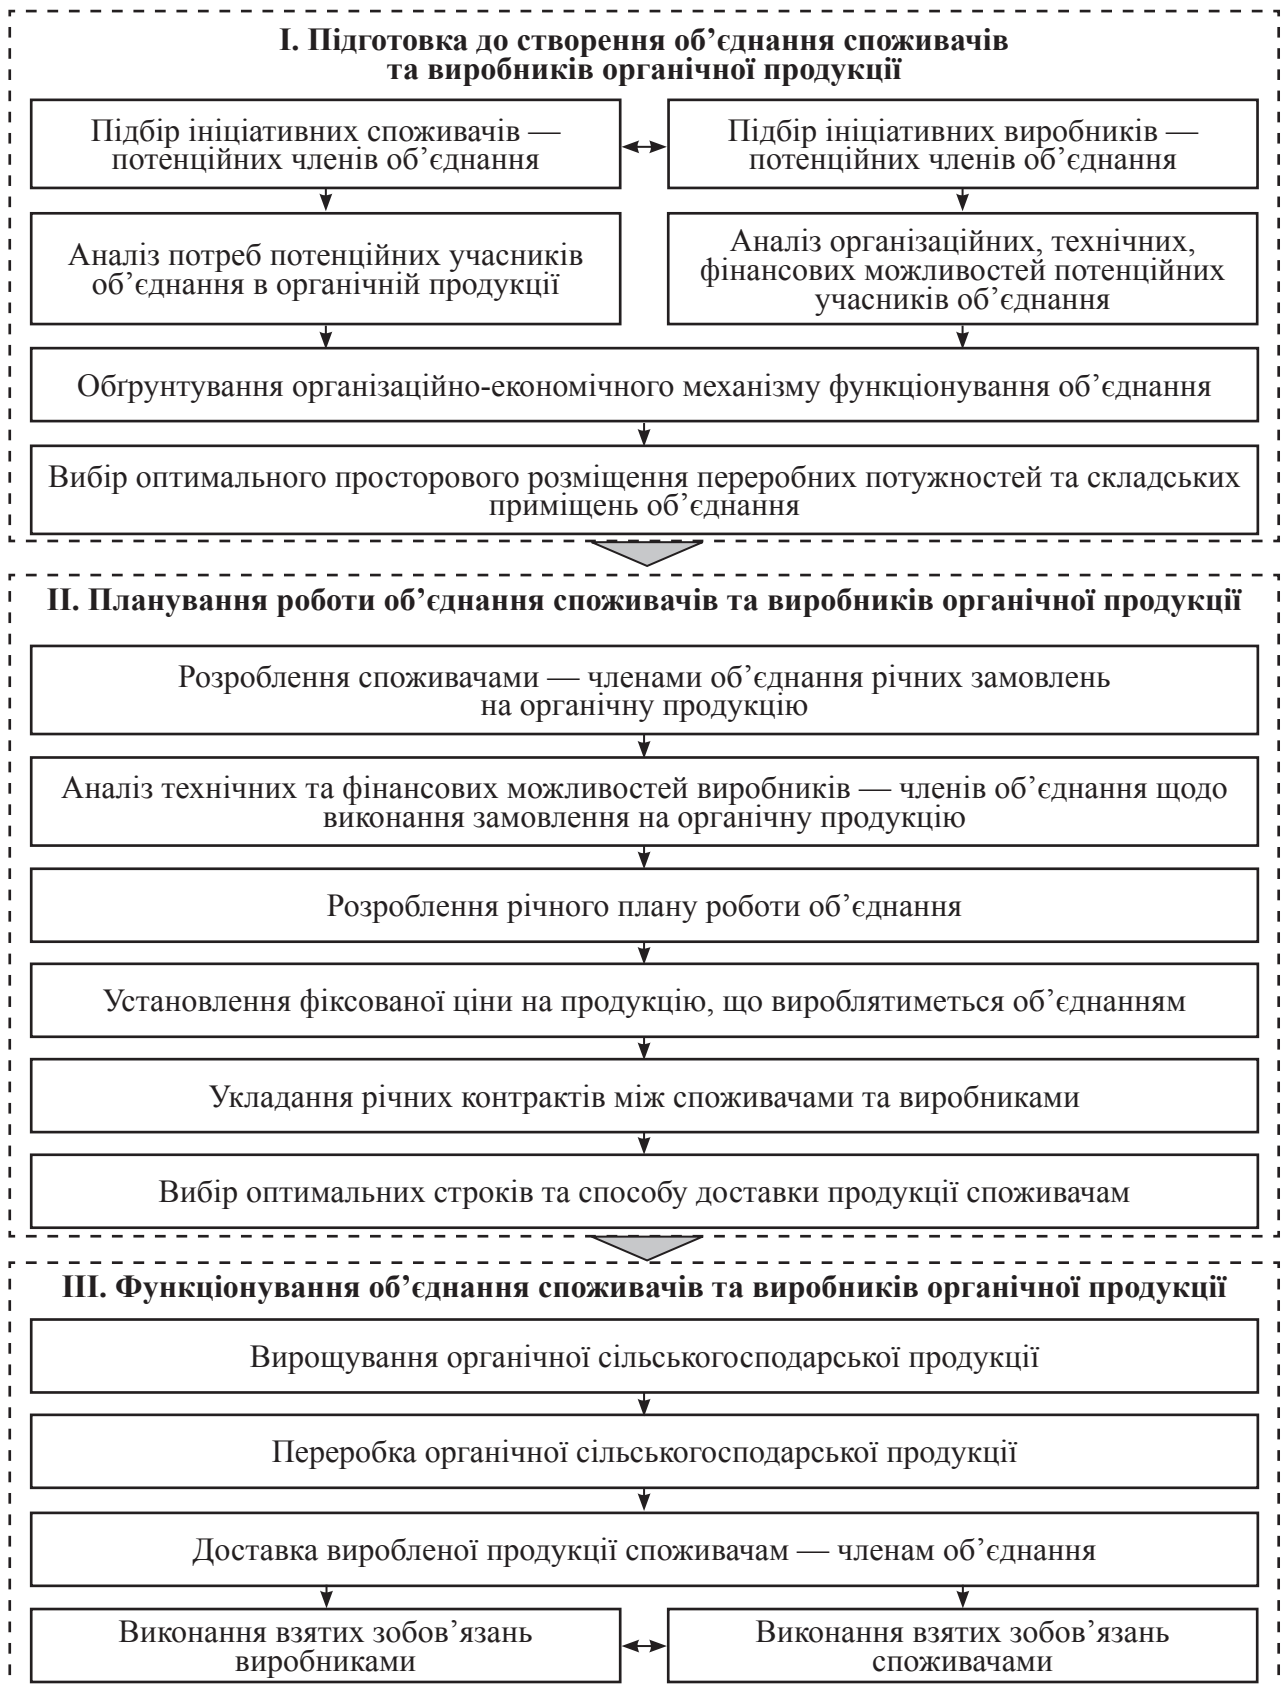 І. Підготовка до створення об’єднання споживачів
та виробників органічної продукції
Підбір ініціативних споживачів —
потенційних членів об’єднання
Підбір ініціативних виробників —
потенційних членів об’єднання
Аналіз потреб потенційних учасників
об’єднання в органічній продукції
Аналіз організаційних, технічних,
фінансових можливостей потенційних
учасників об’єднання
Обґрунтування організаційно-економічного механізму функціонування об’єднання
Вибір оптимального просторового розміщення переробних потужностей та складських
приміщень об’єднання
ІІ. Планування роботи об’єднання споживачів та виробників органічної продукції
Розроблення споживачами — членами об’єднання річних замовлень
на органічну продукцію
Аналіз технічних та фінансових можливостей виробників — членів об’єднання щодо
виконання замовлення на органічну продукцію
Розроблення річного плану роботи об’єднання
Установлення фіксованої ціни на продукцію, що вироблятиметься об’єднанням
Укладання річних контрактів між споживачами та виробниками
Вибір оптимальних строків та способу доставки продукції споживачам
ІІІ. Функціонування об’єднання споживачів та виробників органічної продукції
Вирощування органічної сільськогосподарської продукції
Переробка органічної сільськогосподарської продукції
Доставка виробленої продукції споживачам — членам об’єднання
Виконання взятих зобов’язань
виробниками
Виконання взятих зобов’язань
споживачами